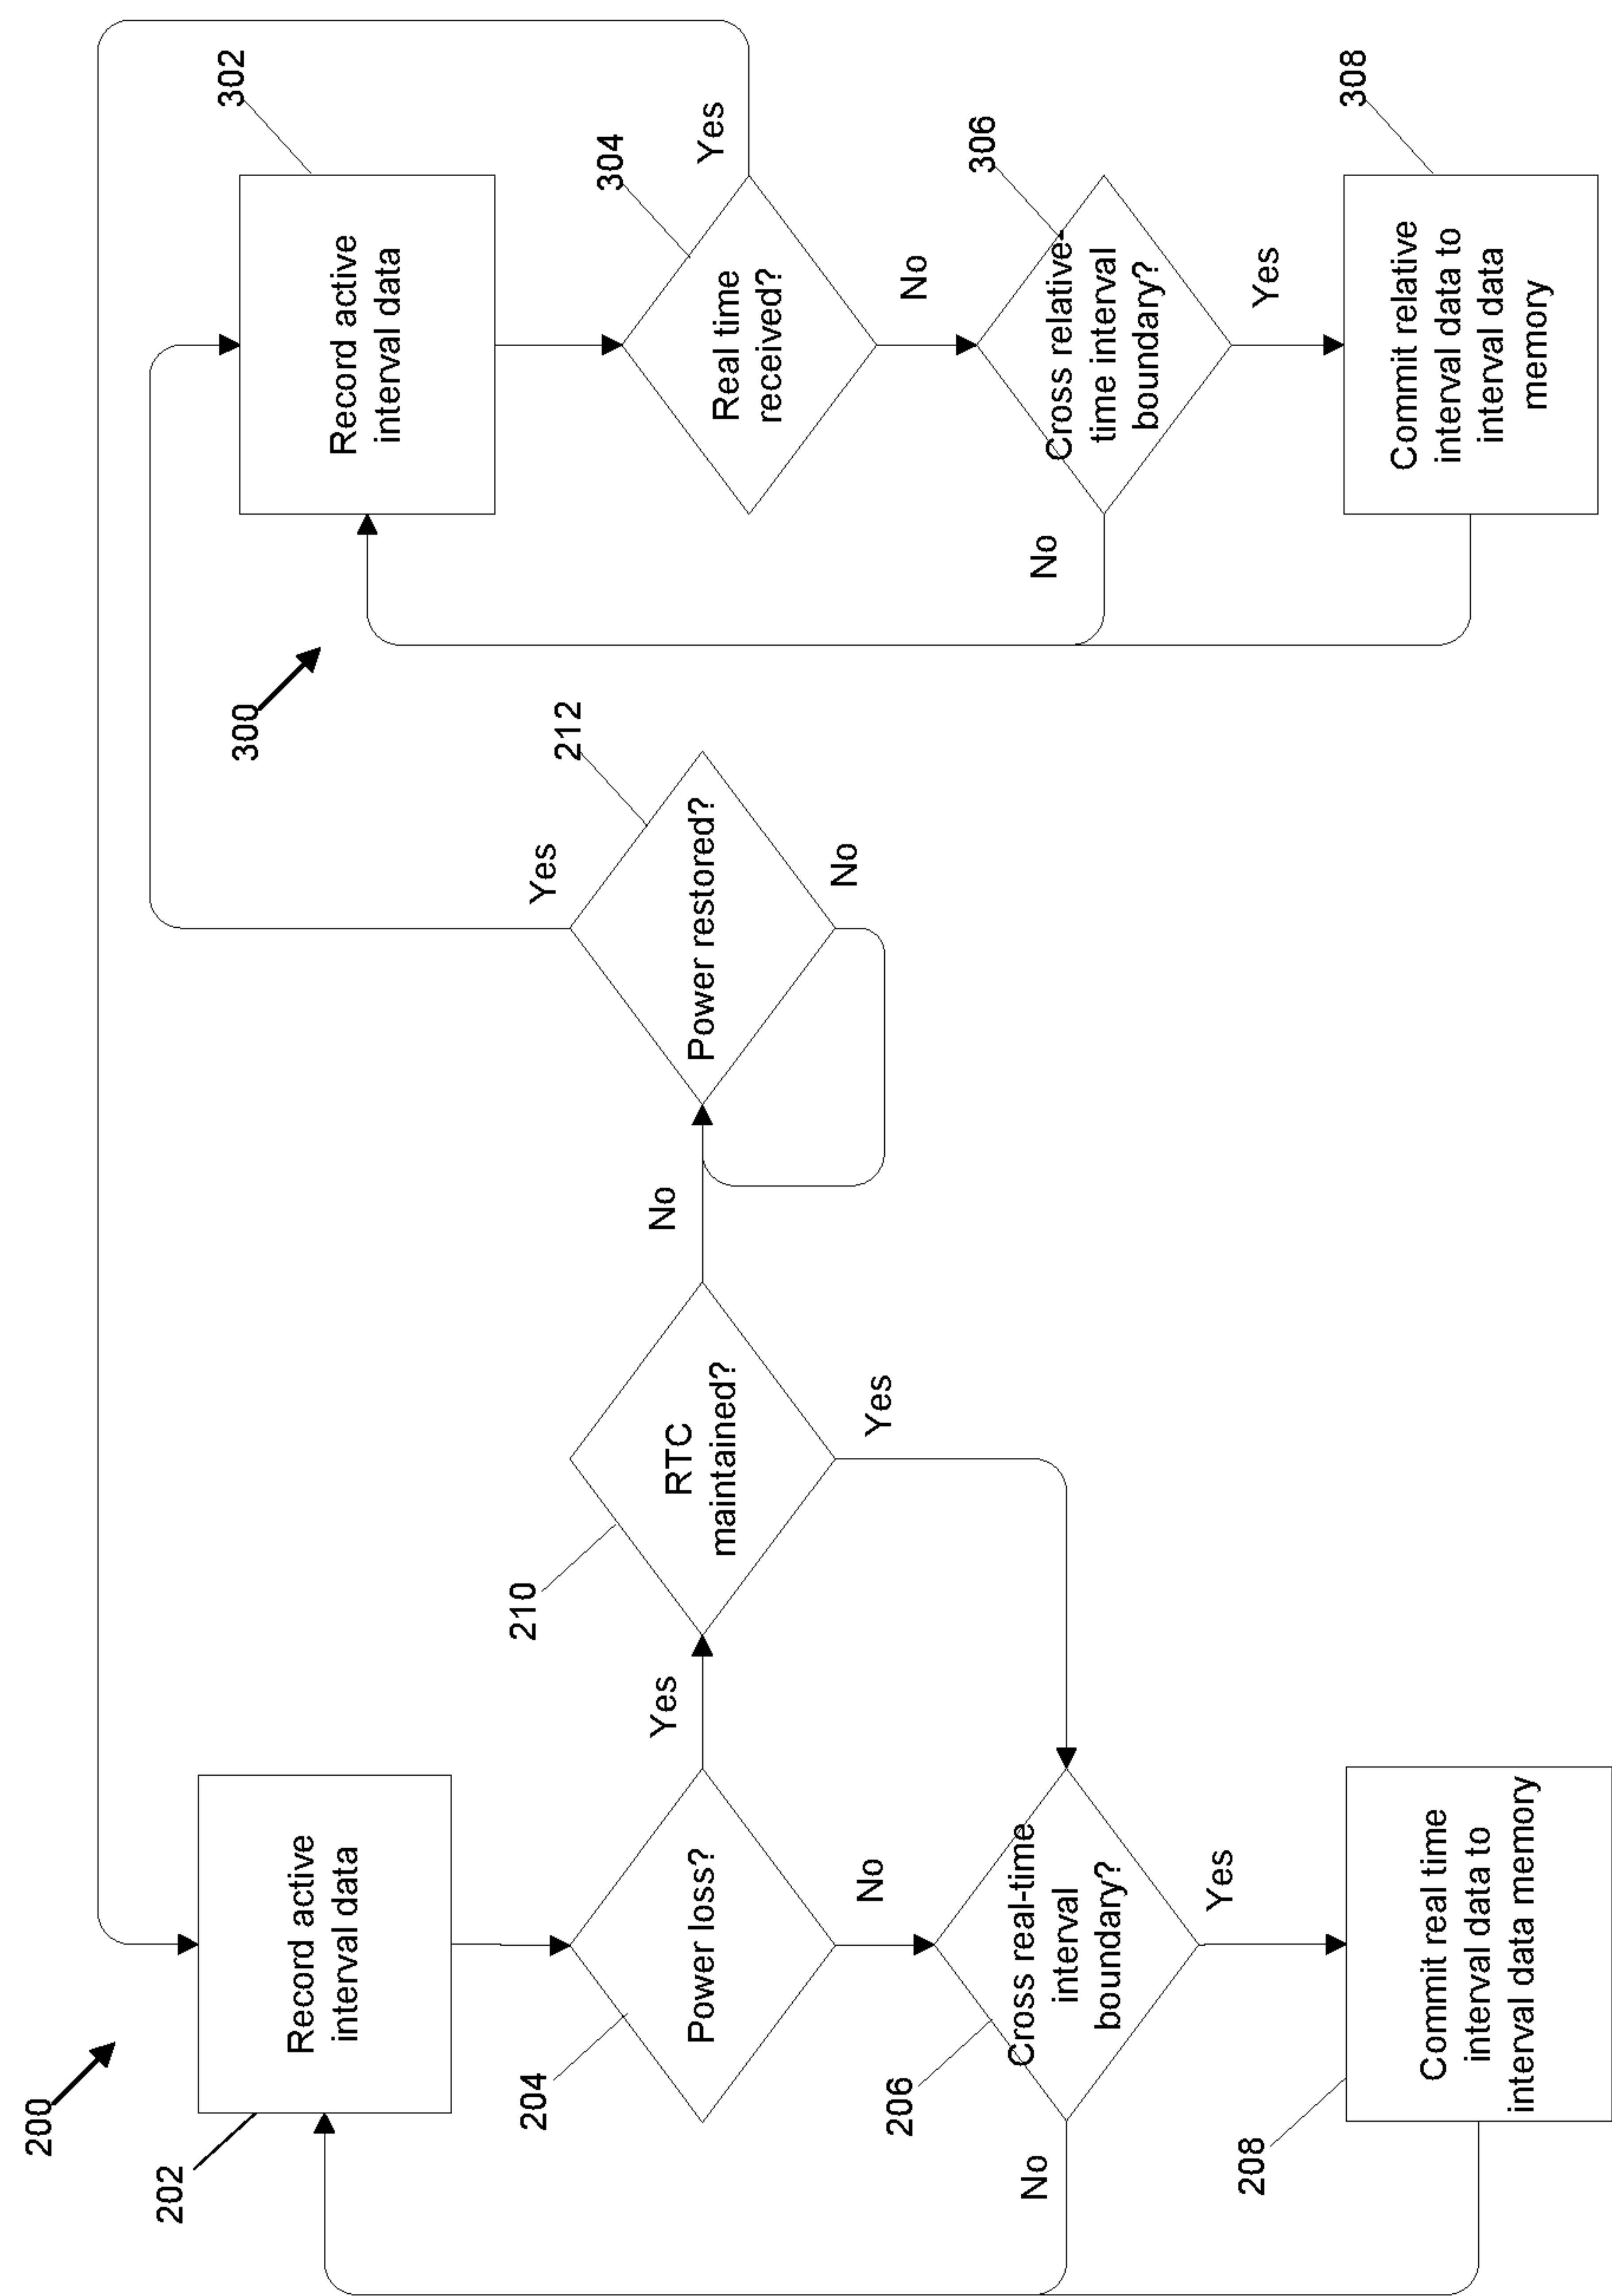 200
202
Record active
interval data
204
Power loss?
Yes
No
206
Cross real-time
interval
boundary?
No
Yes
208
Commit real time
interval data to
interval data memory
210
RTC
maintained?
No
Yes
212
Power restored?
Yes
No
300
302
Record active
interval data
304
Real time
received?
Yes
No
306
Cross relative-
time interval
boundary?
No
Yes
308
Commit relative
interval data to
interval data
memory